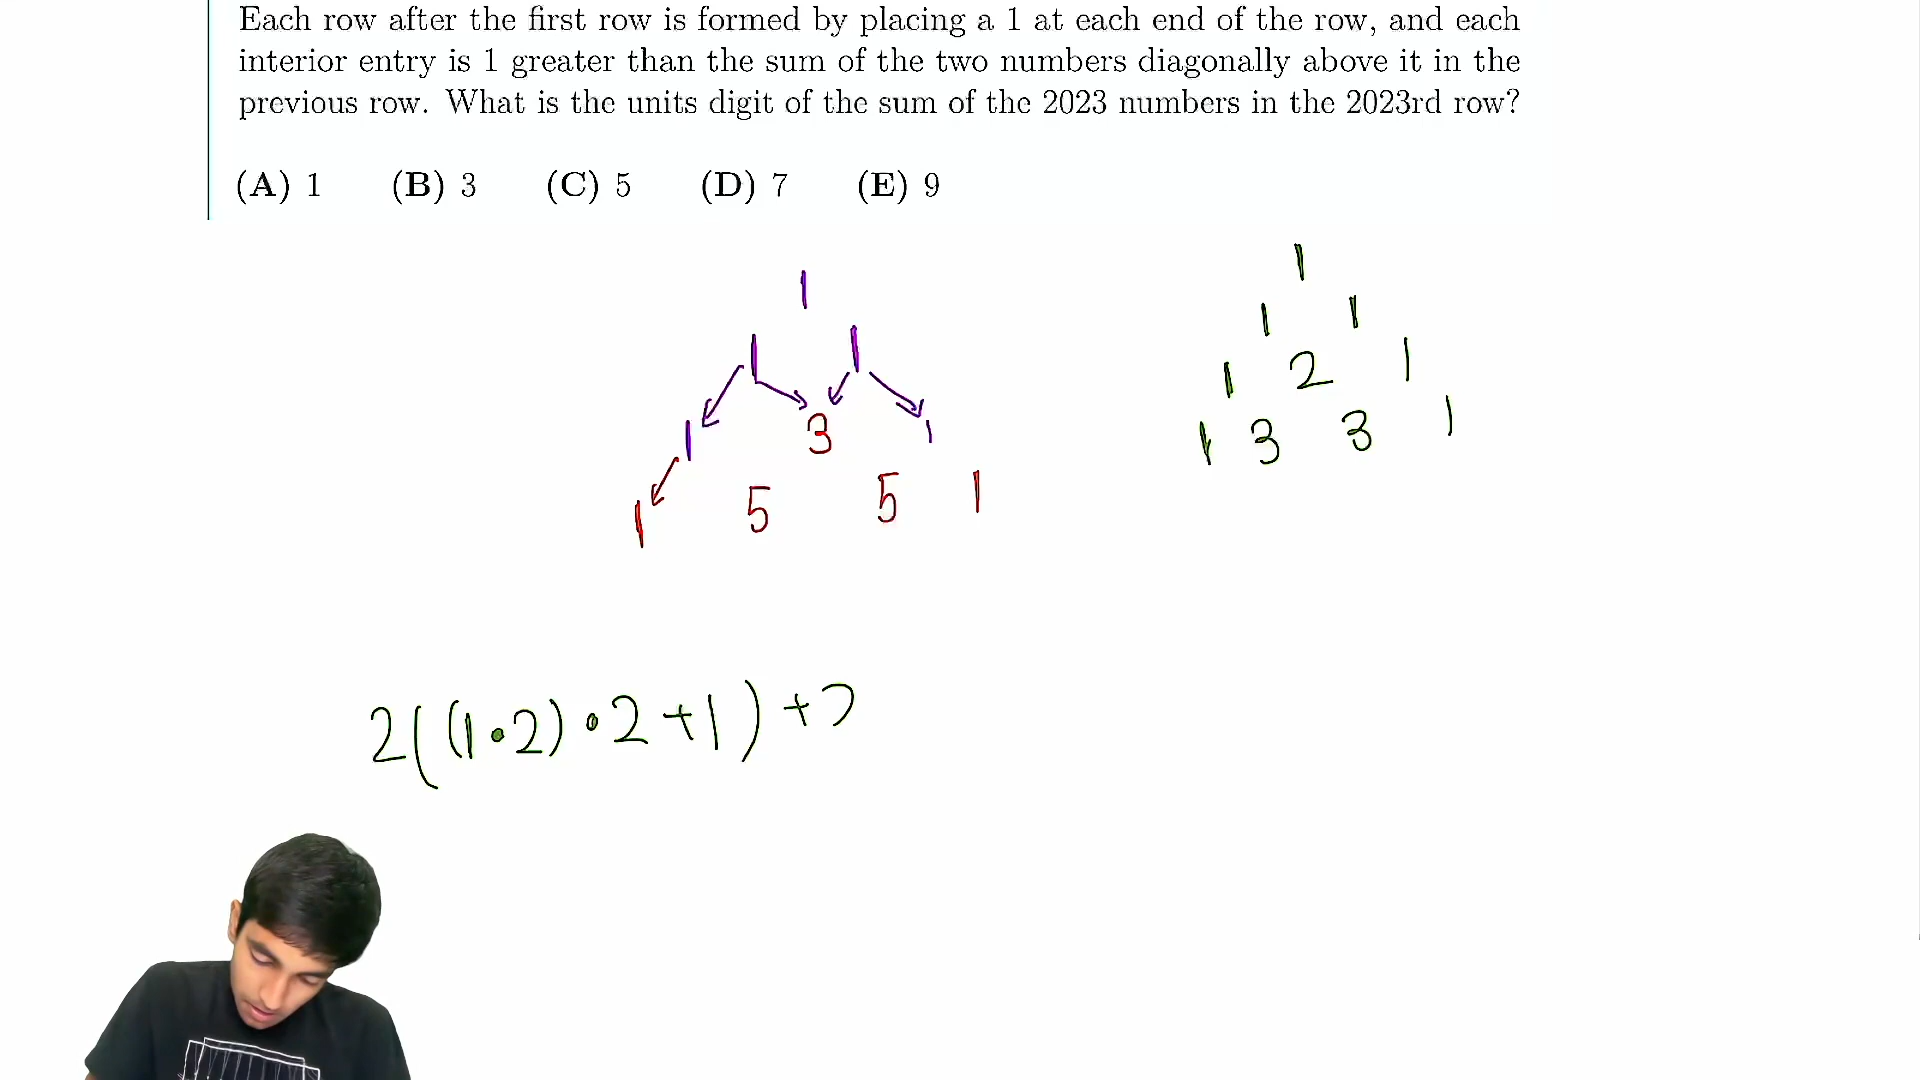 Each row after the first row is formed by placing a 1 at each end of the row, and each
interior entry is 1 greater than the sum of the two numbers diagonally above it in the
previous row. What is the units digit of the sum of the 2023 numbers in the 2023rd row?
(A) 1 (B) 3 (C) 5 (D) 7 (E) 9
1
1 1
1 3 1
1 5 5 1
1
1 1
1 2 1
1 3 3 1
2((1•2)•2+1)+